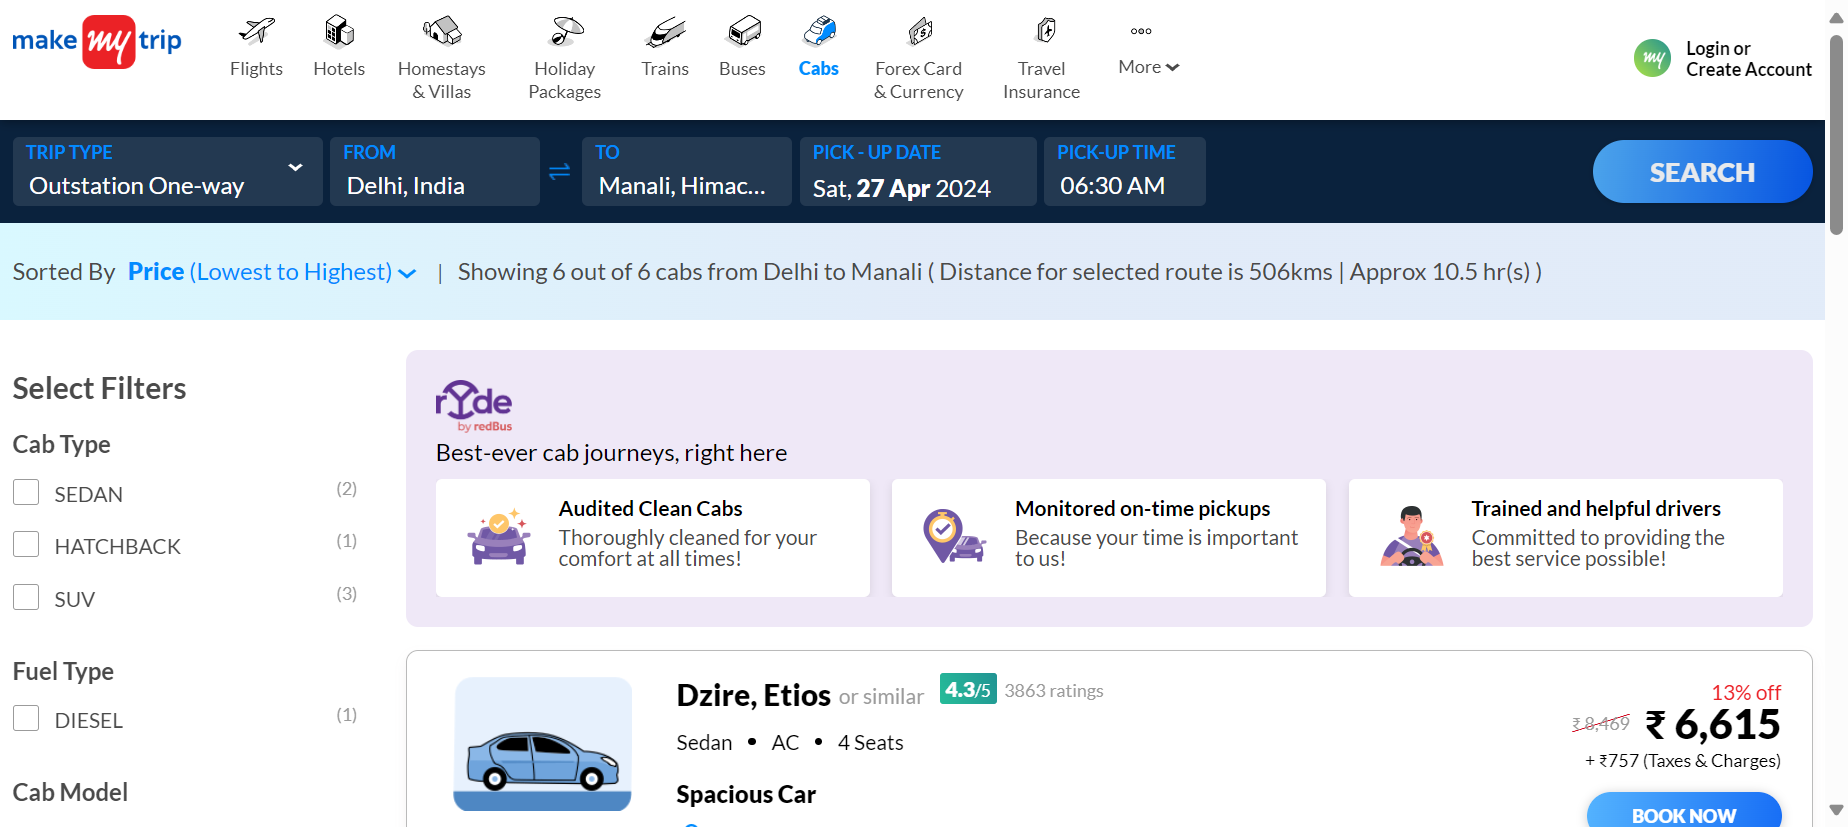 make my trip
Flights
Hotels
Homestays
& Villas
Holiday
Packages
Trains
Buses
Cabs
Forex Card
& Currency
Travel
Insurance
More
my
Login or
Create Account
TRIP TYPE
Outstation One-way
FROM
Delhi, India
TO
Manali, Himac...
PICK - UP DATE
Sat, 27 Apr 2024
PICK-UP TIME
06:30 AM
SEARCH
Sorted By Price (Lowest to Highest) | Showing 6 out of 6 cabs from Delhi to Manali ( Distance for selected route is 506kms | Approx 10.5 hr(s) )
Select Filters
Cab Type
SEDAN (2)
HATCHBACK (1)
SUV (3)
Fuel Type
DIESEL (1)
Cab Model
rYde
by redBus
Best-ever cab journeys, right here
Audited Clean Cabs
Thoroughly cleaned for your
comfort at all times!
Monitored on-time pickups
Because your time is important
to us!
Trained and helpful drivers
Committed to providing the
best service possible!
Dzire, Etios or similar 4.3/5 3863 ratings
Sedan • AC • 4 Seats
Spacious Car
13% off
₹ 8,469 ₹ 6,615
+ ₹757 (Taxes & Charges)
BOOK NOW